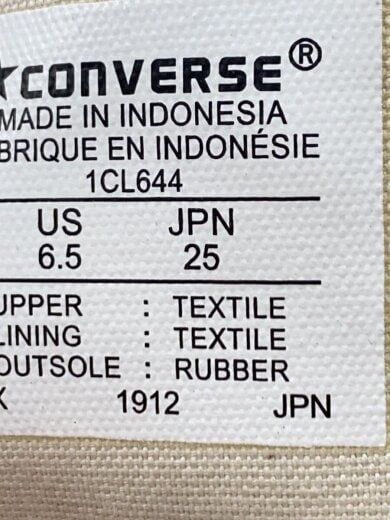 ★CONVERSE®
MADE IN INDONESIA
BRIQUE EN INDONÉSIE
1CL644
US JPN
6.5 25
UPPER : TEXTILE
LINING : TEXTILE
OUTSOLE : RUBBER
K 1912 JPN